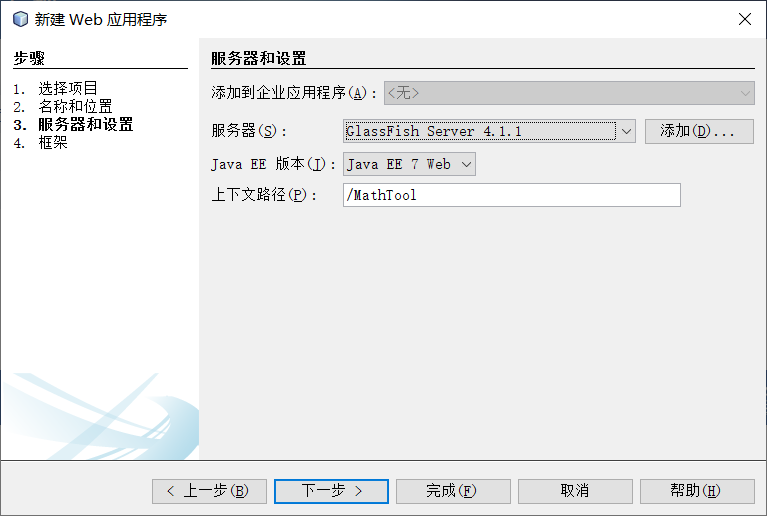 新建 Web 应用程序
步骤
1. 选择项目
2. 名称和位置
3. 服务器和设置
4. 框架
服务器和设置
添加到企业应用程序(A): <无>
服务器(S): GlassFish Server 4.1.1 添加(D)...
Java EE 版本(J): Java EE 7 Web
上下文路径(P): /MathTool
< 上一步(B) 下一步 > 完成(F) 取消 帮助(H)